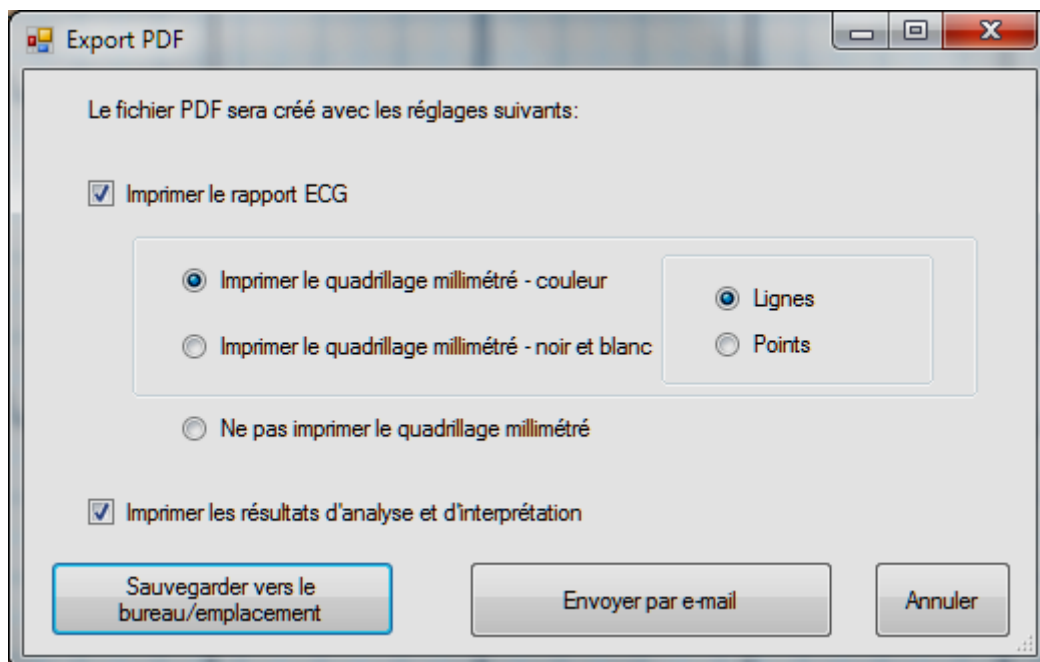 Export PDF
Le fichier PDF sera créé avec les réglages suivants:
Imprimer le rapport ECG
Imprimer le quadrillage millimétré - couleur
Lignes
Imprimer le quadrillage millimétré - noir et blanc
Points
Ne pas imprimer le quadrillage millimétré
Imprimer les résultats d'analyse et d'interprétation
Sauvegarder vers le
bureau/emplacement
Envoyer par e-mail
Annuler